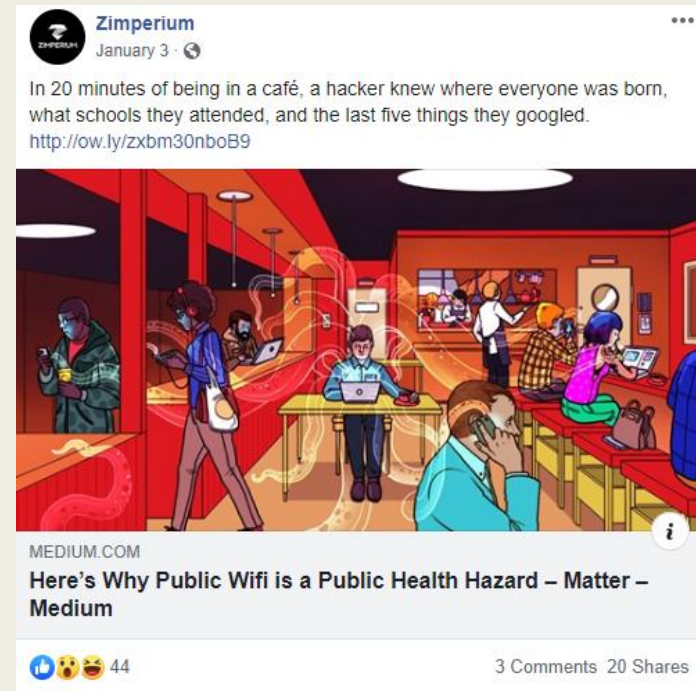 ZIMPERIUM
Zimperium
January 3 ·
In 20 minutes of being in a café, a hacker knew where everyone was born,
what schools they attended, and the last five things they googled.
http://ow.ly/zxbm30nboB9
i
MEDIUM.COM
Here's Why Public Wifi is a Public Health Hazard – Matter –
Medium
44
3 Comments 20 Shares